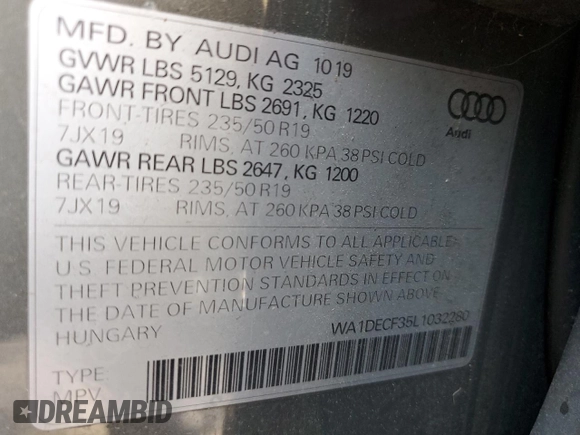 MFD. BY AUDI AG 1019
GVWR LBS 5129, KG 2325
GAWR FRONT LBS 2691, KG 1220
FRONT-TIRES 235/50 R19
7JX19 RIMS, AT 260 KPA 38 PSI COLD
GAWR REAR LBS 2647, KG 1200
REAR-TIRES 235/50 R19
7JX19 RIMS, AT 260 KPA 38 PSI COLD
Audi
THIS VEHICLE CONFORMS TO ALL APPLICABLE
U.S. FEDERAL MOTOR VEHICLE SAFETY AND
THEFT PREVENTION STANDARDS IN EFFECT ON
THE DATE OF MANUFACTURE SHOWN ABOVE.
HUNGARY
WA1DECF35L1032280
TYPE:
MPV
DREAMBID